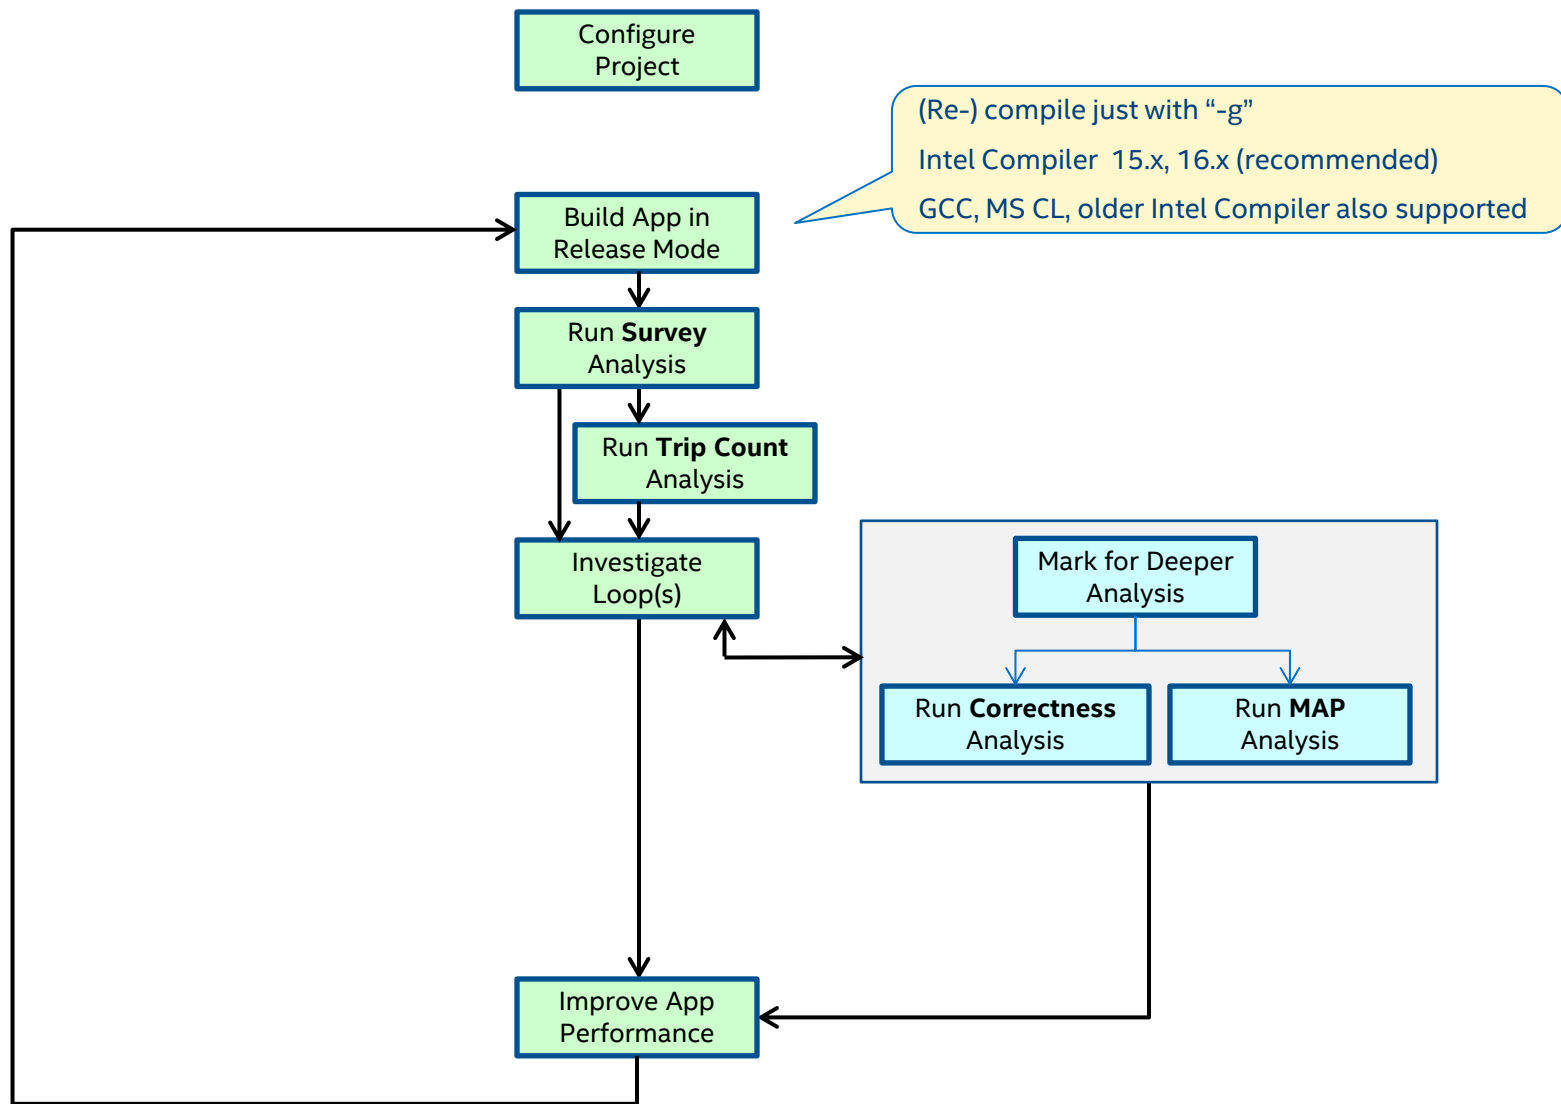 Configure
Project
(Re-) compile just with “-g”
Intel Compiler 15.x, 16.x (recommended)
GCC, MS CL, older Intel Compiler also supported
Build App in
Release Mode
Run Survey
Analysis
Run Trip Count
Analysis
Investigate
Loop(s)
Mark for Deeper
Analysis
Run Correctness
Analysis
Run MAP
Analysis
Improve App
Performance